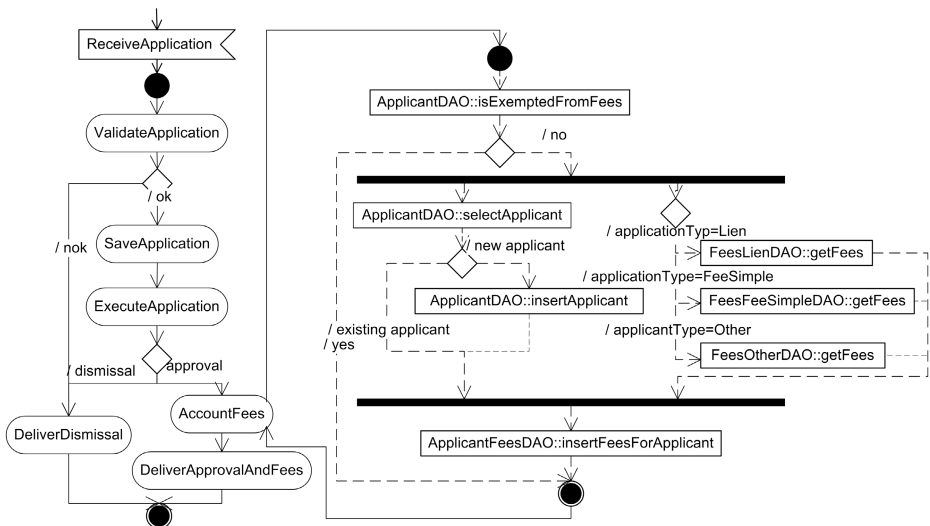 ReceiveApplication
ValidateApplication
/ ok
/ nok
SaveApplication
ExecuteApplication
/ dismissal
approval
AccountFees
DeliverDismissal
DeliverApprovalAndFees
ApplicantDAO::isExemptedFromFees
/ no
ApplicantDAO::selectApplicant
/ new applicant
ApplicantDAO::insertApplicant
/ existing applicant
/ yes
/ applicationTyp=Lien
FeesLienDAO::getFees
/ applicationType=FeeSimple
FeesFeeSimpleDAO::getFees
/ applicantType=Other
FeesOtherDAO::getFees
ApplicantFeesDAO::insertFeesForApplicant